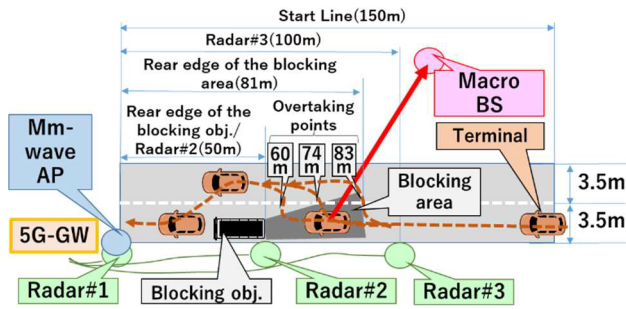 Start Line(150m)
Radar#3(100m)
Rear edge of the blocking
area(81m)
Rear edge of the
blocking obj./
Radar#2(50m)
Overtaking
points
60
m
74
m
83
m
Macro
BS
Mm-
wave
AP
Terminal
Blocking
area
3.5m
3.5m
5G-GW
Radar#1
Blocking obj.
Radar#2
Radar#3